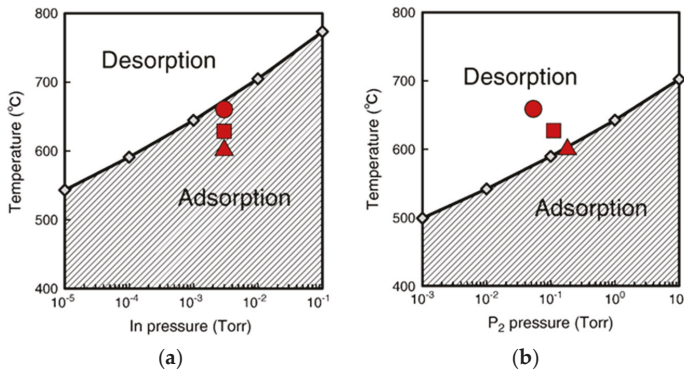 800
700
600
500
400
Temperature (°C)
Desorption
Adsorption
10-5
10-4
10-3
10-2
10-1
In pressure (Torr)
(a)
800
700
600
500
400
Temperature (°C)
Desorption
Adsorption
10-3
10-2
10-1
100
10
P2 pressure (Torr)
(b)